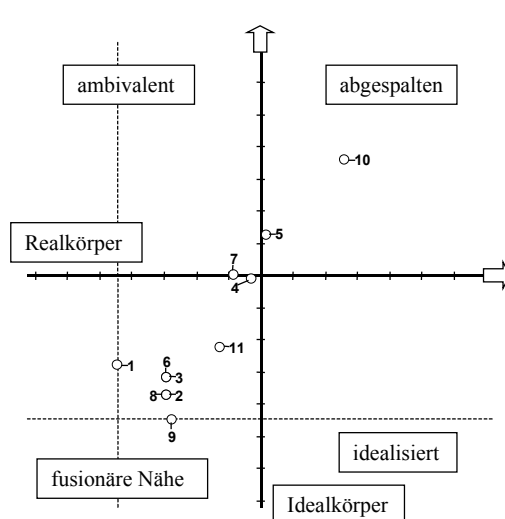 ambivalent
abgespalten
10
5
Realkörper
7
4
11
6
1
3
8
2
9
idealisiert
fusionäre Nähe
Idealkörper